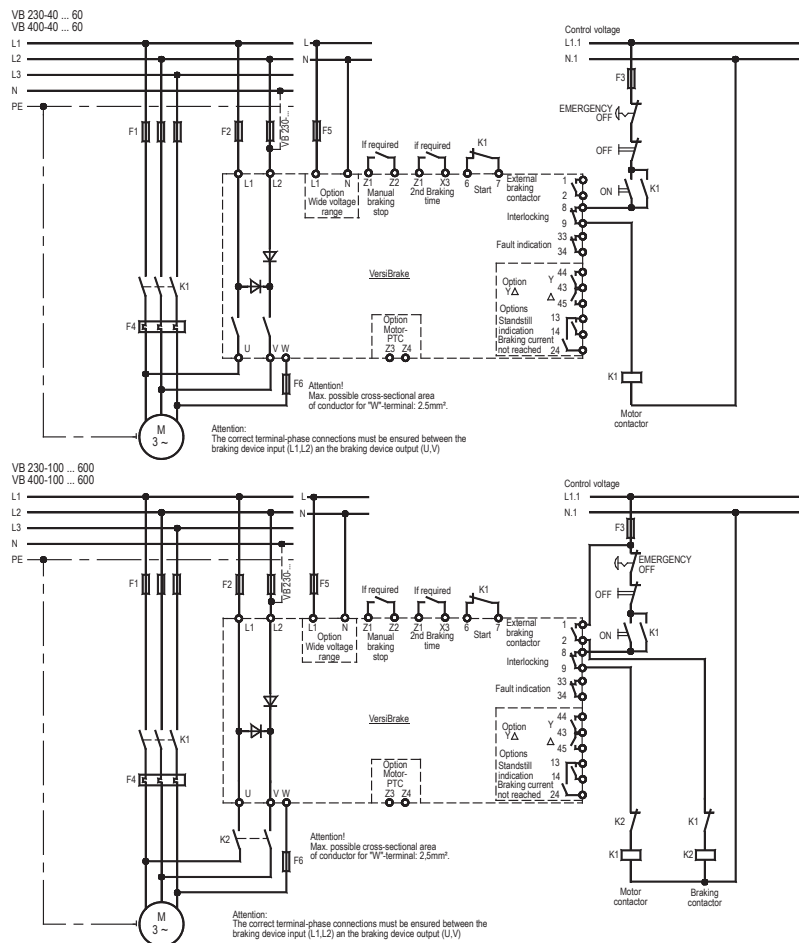 VB 230-40 ... 60
VB 400-40 ... 60
L1
L2
L3
N
PE
L
N
Control voltage
L1.1
N.1
F1
F2
VB 230-...
F5
F3
EMERGENCY
OFF
OFF
ON
K1
If required
if required
K1
L1
L2
L1
N
Z1
Z2
Z1
X3
6
7
Option
Wide voltage
range
Manual
braking
stop
2nd Braking
time
Start
External
braking
contactor
1
2
8
Interlocking
9
33
Fault indication
34
VersiBrake
Option
Y△
Y
△
44
43
45
Options
Standstill
indication
Braking current
not reached
13
14
24
K1
F4
Option
Motor-
PTC
Z3
Z4
U
V
W
F6
Attention!
Max. possible cross-sectional area
of conductor for "W"-terminal: 2.5mm².
K1
Motor
contactor
M
3 ~
Attention:
The correct terminal-phase connections must be ensured between the
braking device input (L1,L2) an the braking device output (U,V)
VB 230-100 ... 600
VB 400-100 ... 600
L1
L2
L3
N
PE
L
N
Control voltage
L1.1
N.1
F1
F2
VB 230-...
F5
F3
EMERGENCY
OFF
OFF
ON
K1
If required
If required
K1
L1
L2
L1
N
Z1
Z2
Z1
X3
6
7
Option
Wide voltage
range
Manual
braking
stop
2nd Braking
time
Start
External
braking
contactor
1
2
8
Interlocking
9
33
Fault indication
34
VersiBrake
Option
Y△
Y
△
44
43
45
Options
Standstill
indication
Braking current
not reached
13
14
24
K1
F4
Option
Motor-
PTC
Z3
Z4
U
V
W
K2
F6
Attention!
Max. possible cross-sectional area
of conductor for "W"-terminal: 2,5mm².
K2
K1
K1
K2
Motor
contactor
Braking
contactor
M
3 ~
Attention:
The correct terminal-phase connections must be ensured between the
braking device input (L1,L2) an the braking device output (U,V)